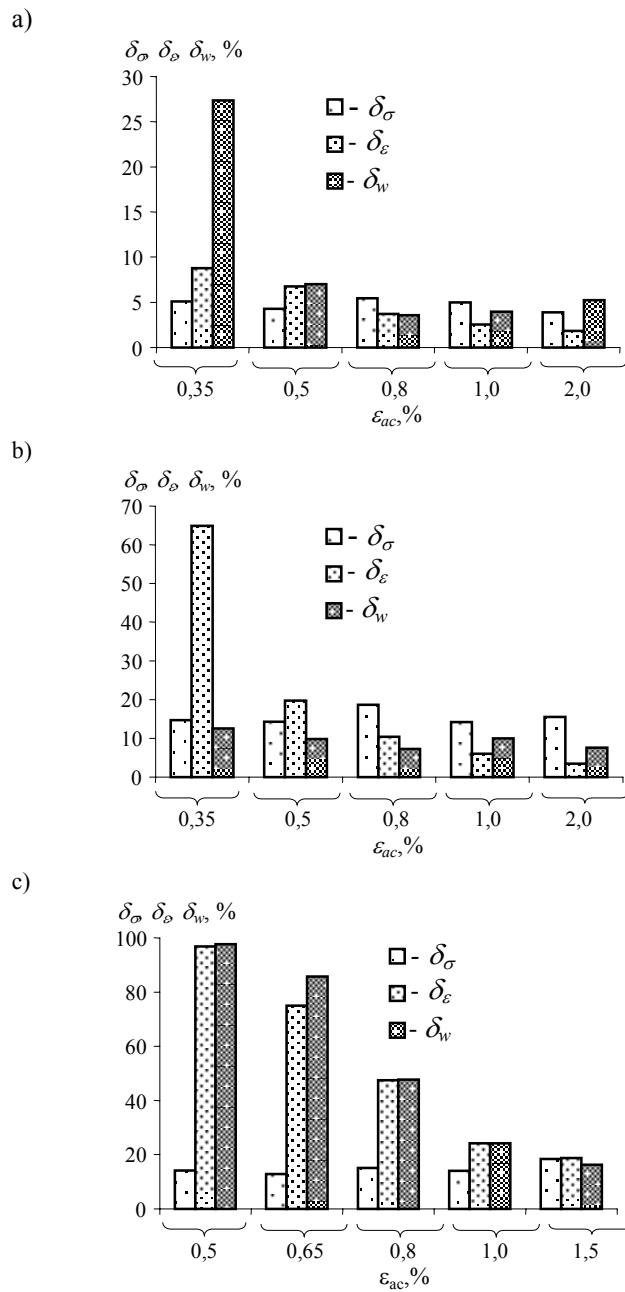 a)
δσ, δε, δw, %
30
25
20
15
10
5
0
- δσ
- δε
- δw
0,35 0,5 0,8 1,0 2,0
εac,%
b)
δσ, δε, δw, %
70
60
50
40
30
20
10
0
- δσ
- δε
- δw
0,35 0,5 0,8 1,0 2,0
εac,%
c)
δσ, δε, δw, %
100
80
60
40
20
0
- δσ
- δε
- δw
0,5 0,65 0,8 1,0 1,5
εac,%